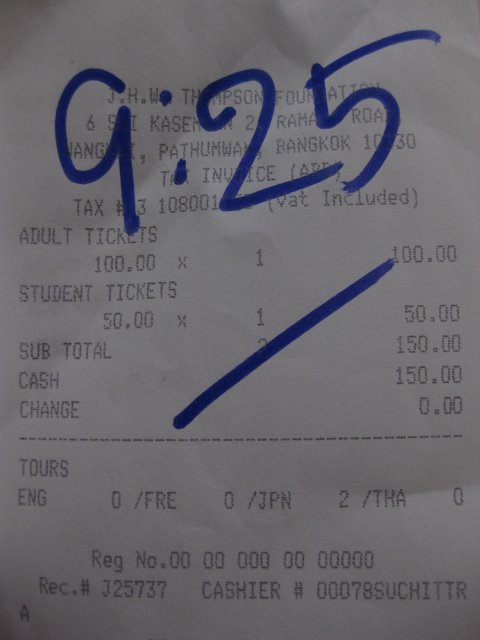 9:25
J.H.W. THOMPSON FOUNDATION
6 SOI KASEMSAN 2, RAMA ROAD
PATHUMWAN, BANGKOK
TAX INVOICE (ABB)
TAX # 3 108001 (Vat Included)
ADULT TICKETS
100.00 x 1 100.00
STUDENT TICKETS
50.00 x 1 50.00
SUB TOTAL 150.00
CASH 150.00
CHANGE 0.00
TOURS
ENG 0 /FRE 0 /JPN 2 /THA 0
Reg No.00 00 000 00 00000
Rec.# J25737 CASHIER # 00078SUCHITTR
A